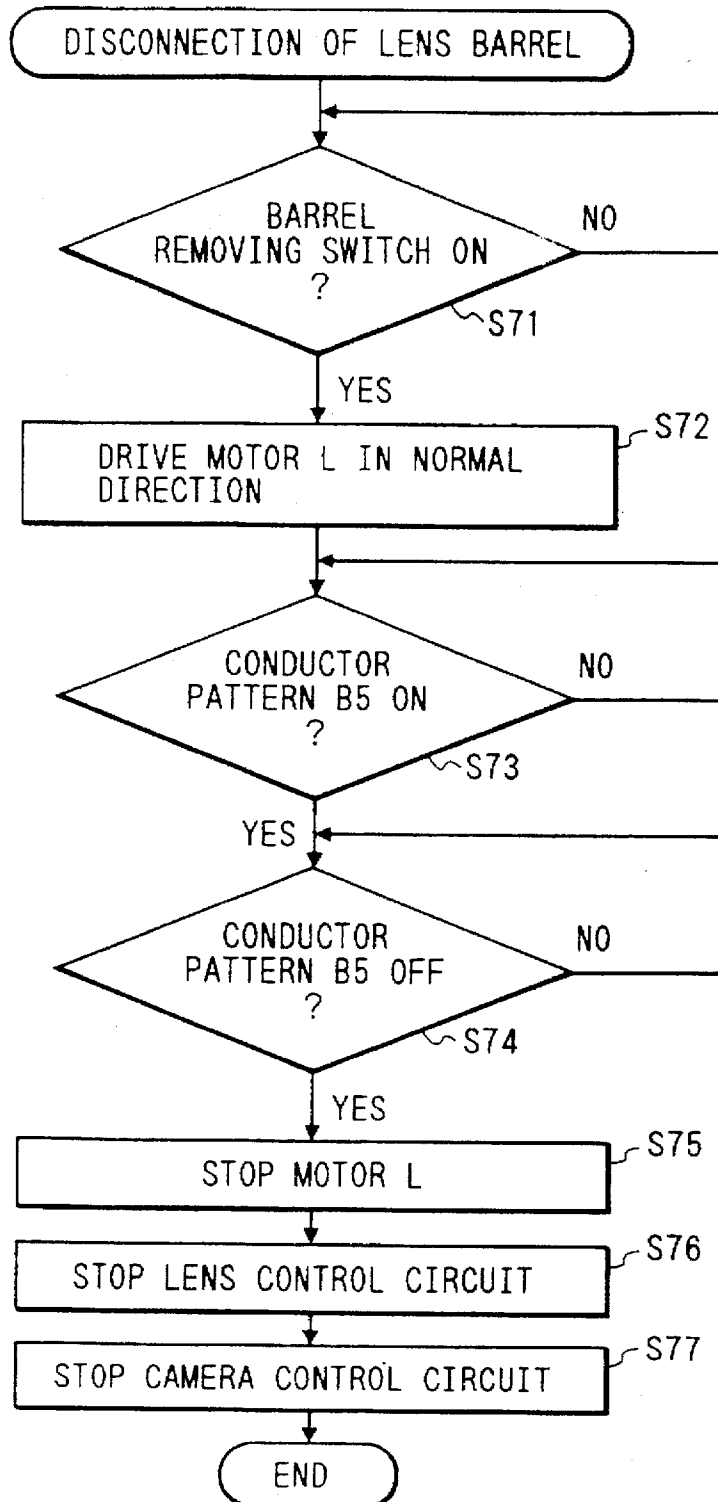 DISCONNECTION OF LENS BARREL
BARREL
REMOVING SWITCH ON
?
NO
S71
YES
S72
DRIVE MOTOR L IN NORMAL
DIRECTION
CONDUCTOR
PATTERN B5 ON
?
NO
S73
YES
CONDUCTOR
PATTERN B5 OFF
?
NO
S74
YES
S75
STOP MOTOR L
S76
STOP LENS CONTROL CIRCUIT
S77
STOP CAMERA CONTROL CIRCUIT
END